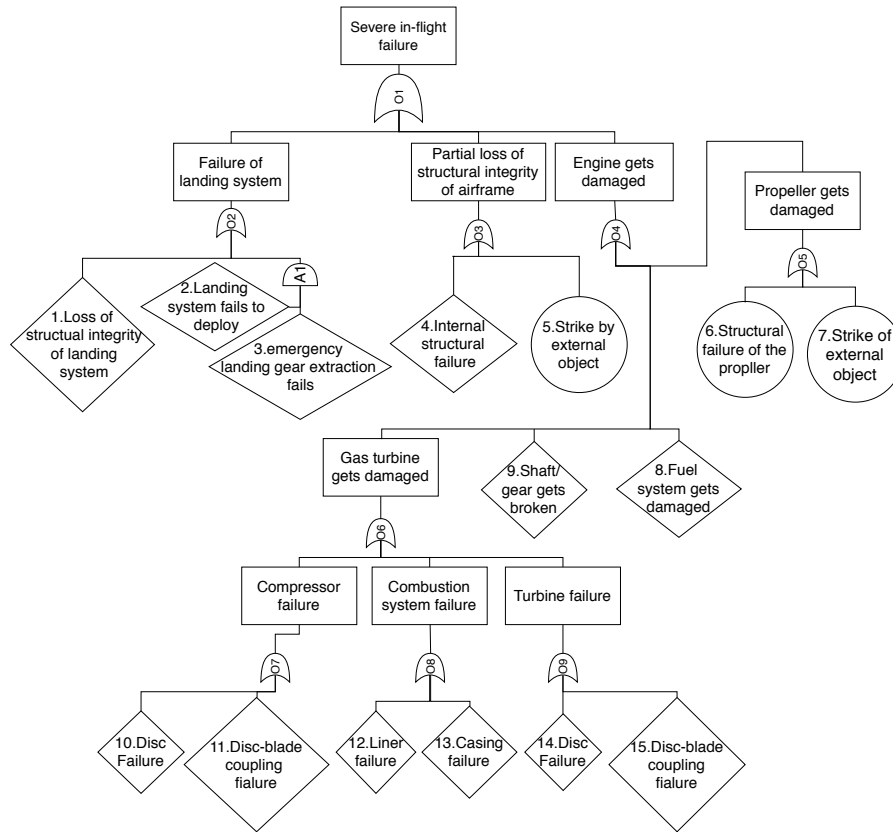 Severe in-flight
failure
O1
Failure of
landing system
Partial loss of
structural integrity
of airframe
Engine gets
damaged
Propeller gets
damaged
O2
O3
O4
O5
A1
1.Loss of
structual integrity
of landing
system
2.Landing
system fails to
deploy
3.emergency
landing gear extraction
fails
4.Internal
structural
failure
5.Strike by
external
object
6.Structural
failure of the
propller
7.Strike of
external
object
Gas turbine
gets damaged
9.Shaft/
gear gets
broken
8.Fuel
system gets
damaged
O6
Compressor
failure
Combustion
system failure
Turbine failure
O7
O8
O9
10.Disc
Failure
11.Disc-blade
coupling
fialure
12.Liner
failure
13.Casing
failure
14.Disc
Failure
15.Disc-blade
coupling
fialure